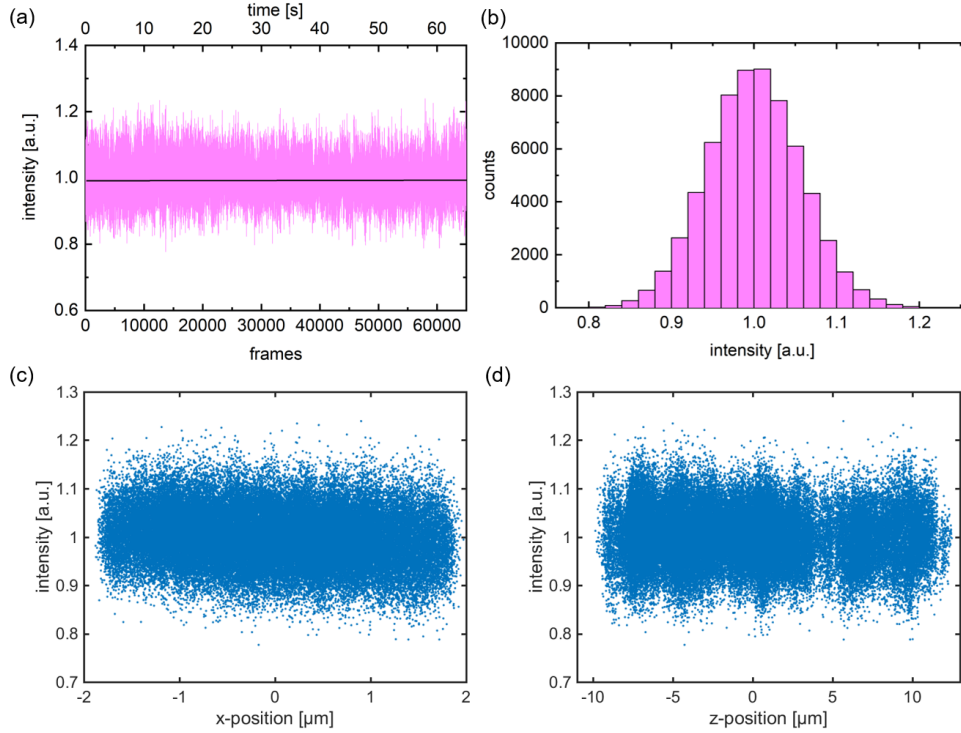 (a)
time [s]
0 10 20 30 40 50 60
1.4
1.2
1.0
0.8
0.6
intensity [a.u.]
0 10000 20000 30000 40000 50000 60000
frames
(b)
10000
8000
6000
4000
2000
0
counts
0.8 0.9 1.0 1.1 1.2
intensity [a.u.]
(c)
1.3
1.2
1.1
1
0.9
0.8
0.7
intensity [a.u.]
-2 -1 0 1 2
x-position [µm]
(d)
1.3
1.2
1.1
1
0.9
0.8
0.7
intensity [a.u.]
-10 -5 0 5 10
z-position [µm]